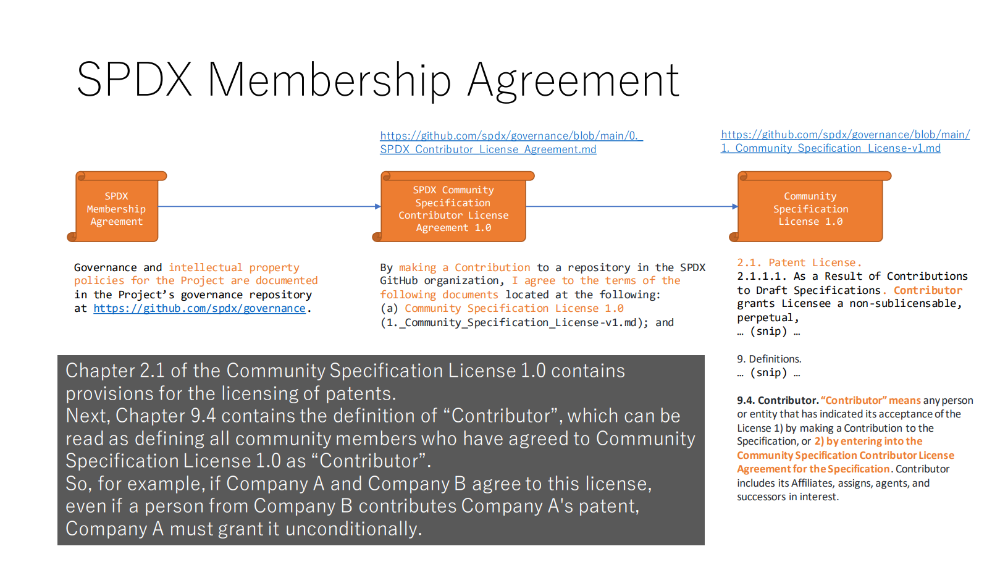 SPDX Membership Agreement
https://github.com/spdx/governance/blob/main/0._
SPDX_Contributor_License_Agreement.md
https://github.com/spdx/governance/blob/main/
1._Community_Specification_License-v1.md
SPDX
Membership
Agreement
SPDX Community
Specification
Contributor License
Agreement 1.0
Community
Specification
License 1.0
Governance and intellectual property
policies for the Project are documented
in the Project’s governance repository
at https://github.com/spdx/governance.
By making a Contribution to a repository in the SPDX
GitHub organization, I agree to the terms of the
following documents located at the following:
(a) Community Specification License 1.0
(1._Community_Specification_License-v1.md); and
2.1. Patent License.
2.1.1.1. As a Result of Contributions
to Draft Specifications. Contributor
grants Licensee a non-sublicensable,
perpetual,
… (snip) …
9. Definitions.
… (snip) …
9.4. Contributor. “Contributor” means any person
or entity that has indicated its acceptance of the
License 1) by making a Contribution to the
Specification, or 2) by entering into the
Community Specification Contributor License
Agreement for the Specification. Contributor
includes its Affiliates, assigns, agents, and
successors in interest.
Chapter 2.1 of the Community Specification License 1.0 contains
provisions for the licensing of patents.
Next, Chapter 9.4 contains the definition of “Contributor”, which can be
read as defining all community members who have agreed to Community
Specification License 1.0 as “Contributor”.
So, for example, if Company A and Company B agree to this license,
even if a person from Company B contributes Company A's patent,
Company A must grant it unconditionally.